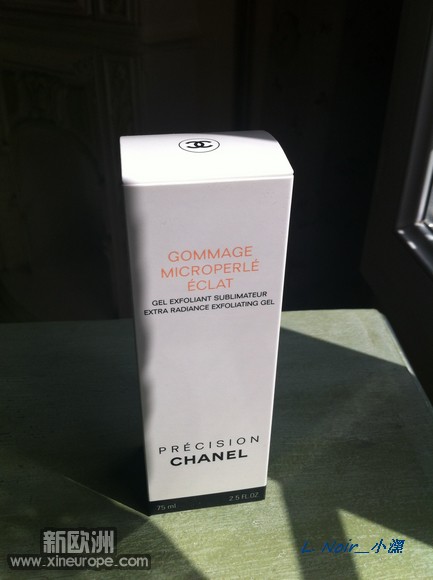 GOMMAGE
MICROPERLÉ
ÉCLAT
GEL EXFOLIANT SUBLIMATEUR
EXTRA RADIANCE EXFOLIATING GEL
PRÉCISION
CHANEL
75 ml 2.5 FL.OZ
L_Noir_小潔
新欧洲
www.xineurope.com